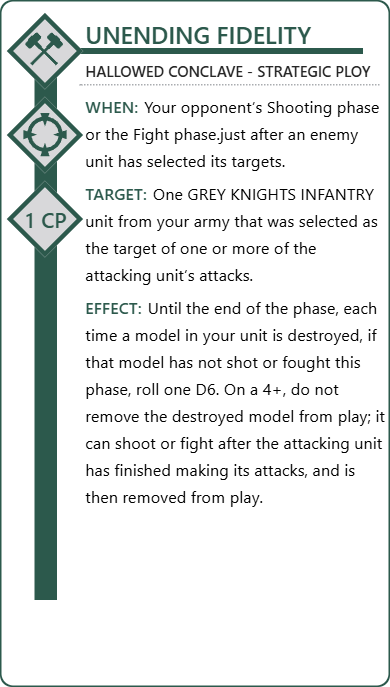 UNENDING FIDELITY
HALLOWED CONCLAVE - STRATEGIC PLOY
WHEN: Your opponent's Shooting phase
or the Fight phase.just after an enemy
unit has selected its targets.
1 CP
TARGET: One GREY KNIGHTS INFANTRY
unit from your army that was selected as
the target of one or more of the
attacking unit's attacks.
EFFECT: Until the end of the phase, each
time a model in your unit is destroyed, if
that model has not shot or fought this
phase, roll one D6. On a 4+, do not
remove the destroyed model from play; it
can shoot or fight after the attacking unit
has finished making its attacks, and is
then removed from play.